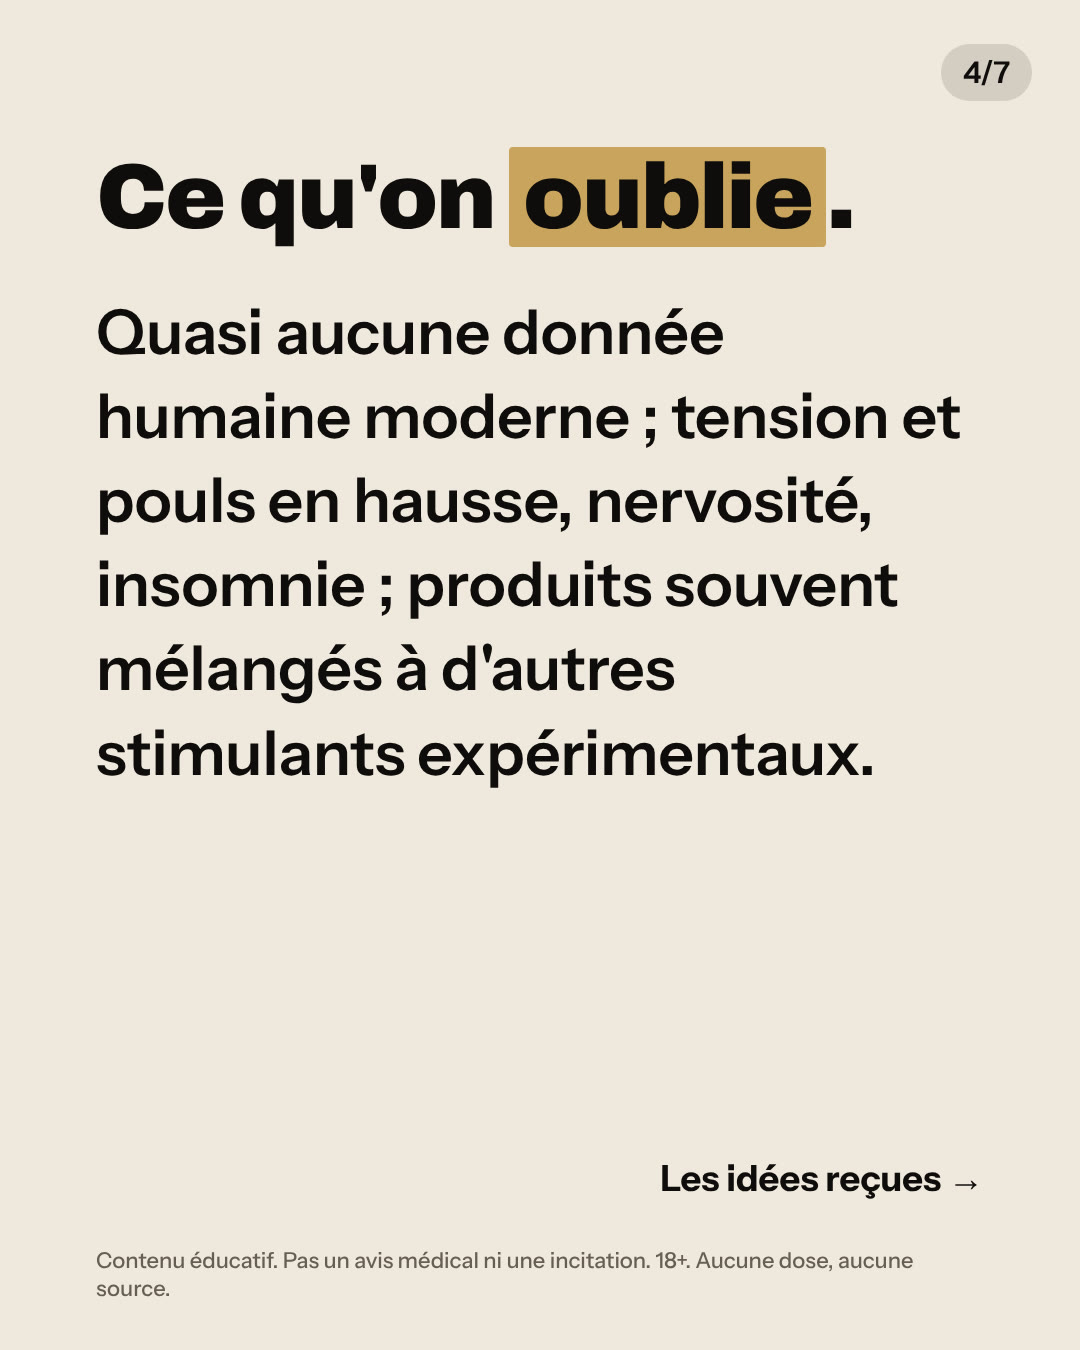 4/7
Ce qu'on oublie.
Quasi aucune donnée
humaine moderne ; tension et
pouls en hausse, nervosité,
insomnie ; produits souvent
mélangés à d'autres
stimulants expérimentaux.
Les idées reçues →
Contenu éducatif. Pas un avis médical ni une incitation. 18+. Aucune dose, aucune
source.